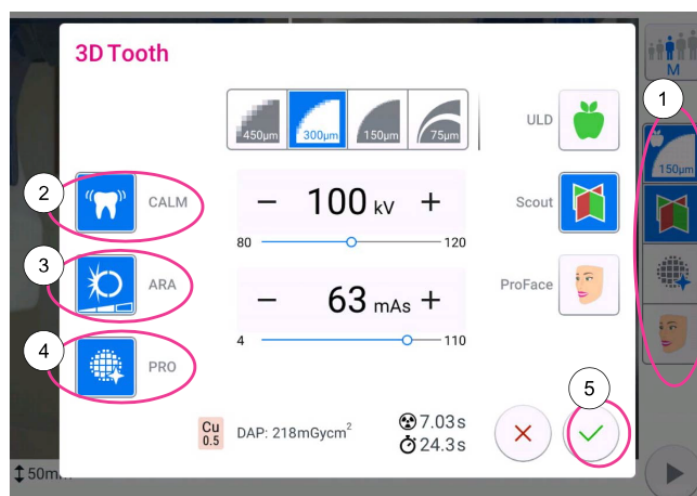 3D Tooth
M
1
450µm 300µm 150µm 75µm
ULD
150µm
2
CALM
− 100 kV +
Scout
80 120
3
ARA
− 63 mAs +
ProFace
4 110
4
PRO
5
Cu
0.5
DAP: 218mGycm²
7.03s
24.3s
50m